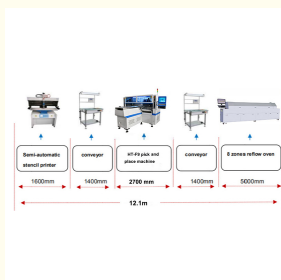 Semi-automatic
stencil printer
conveyor
HT-F9 pick and
place machine
conveyor
8 zones reflow oven
1600mm
1400mm
2700 mm
1400mm
5000mm
12.1m